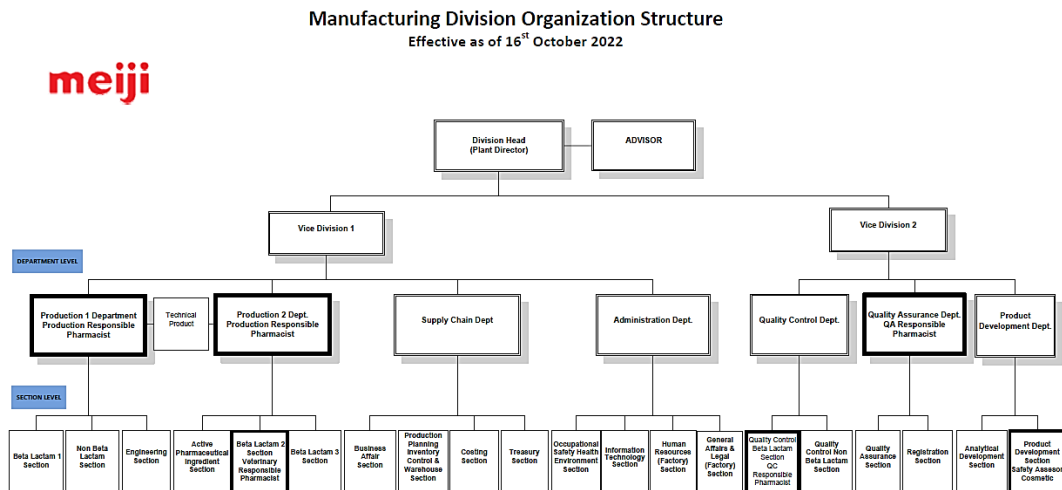 Manufacturing Division Organization Structure
Effective as of 16st October 2022
meiji
Division Head
(Plant Director)
ADVISOR
Vice Division 1
Vice Division 2
DEPARTMENT LEVEL
Production 1 Department
Production Responsible
Pharmacist
Technical
Product
Production 2 Dept.
Production Responsible
Pharmacist
Supply Chain Dept
Administration Dept.
Quality Control Dept.
Quality Assurance Dept.
QA Responsible
Pharmacist
Product
Development Dept.
SECTION LEVEL
Beta Lactam 1
Section
Non Beta
Lactam
Section
Engineering
Section
Active
Pharmaceutical
Ingredient Section
Beta Lactam 2
Section
Veterinary
Responsible
Pharmacist
Beta Lactam 3
Section
Business
Affair
Section
Production
Planning
Inventory
Control &
Warehouse
Section
Costing
Section
Treasury
Section
Occupational
Safety Health
Environment
Section
Information
Technology
Section
Human
Resources
(Factory)
Section
General
Affairs &
Legal
(Factory)
Section
Quality Control
Beta Lactam
Section
QC
Responsible
Pharmacist
Quality
Control Non
Beta Lactam
Section
Quality
Assurance
Section
Registration
Section
Analytical
Development
Section
Product
Development
Section
Safety Assesor
Cosmetic